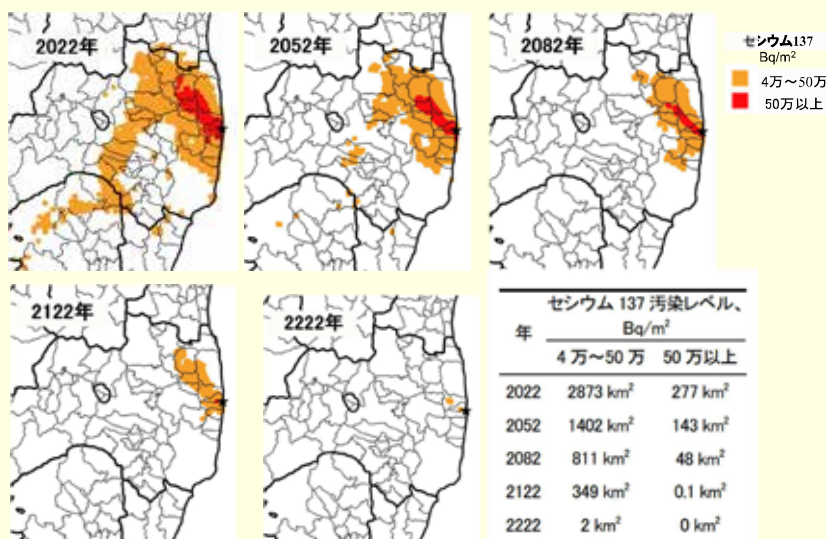 2022年
2052年
2082年
セシウム137
Bq/m²
4万～50万
50万以上
2122年
2222年
セシウム 137 汚染レベル、
Bq/m²
年
4 万～50 万 50 万以上
2022 2873 km² 277 km²
2052 1402 km² 143 km²
2082 811 km² 48 km²
2122 349 km² 0.1 km²
2222 2 km² 0 km²